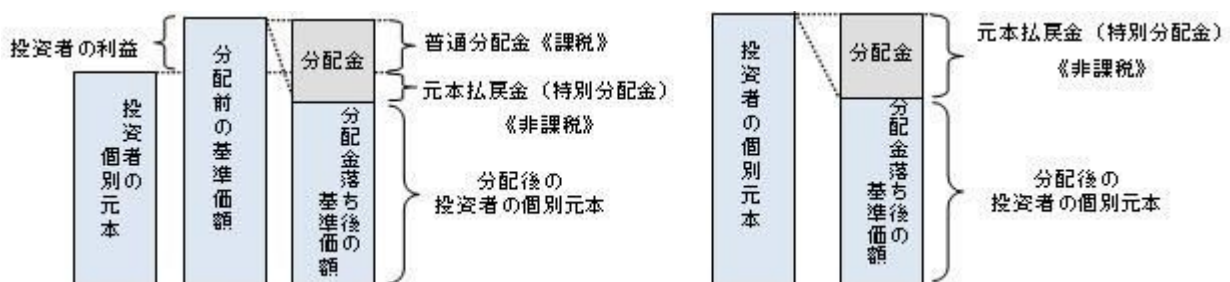 投資者の利益
投資者の
個別元本
分配前の基準価額
分配金
分配金落ち後の
基準価額
普通分配金《課税》
元本払戻金（特別分配金）
《非課税》
分配後の
投資者の個別元本
投資者の個別元本
分配金
分配金落ち後の
基準価額
元本払戻金（特別分配金）
《非課税》
分配後の
投資者の個別元本